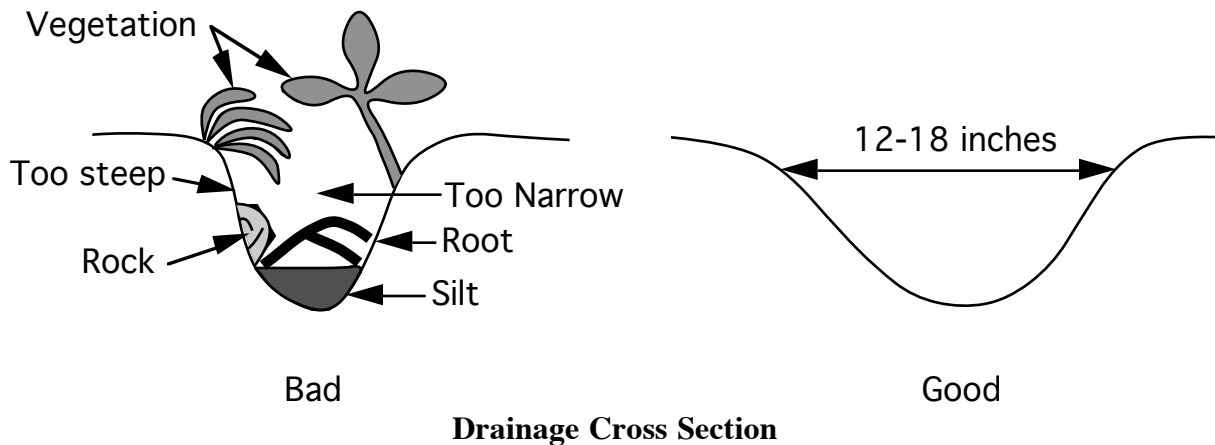 Vegetation
12-18 inches
Too steep
Too Narrow
Root
Rock
Silt
Bad
Good
Drainage Cross Section